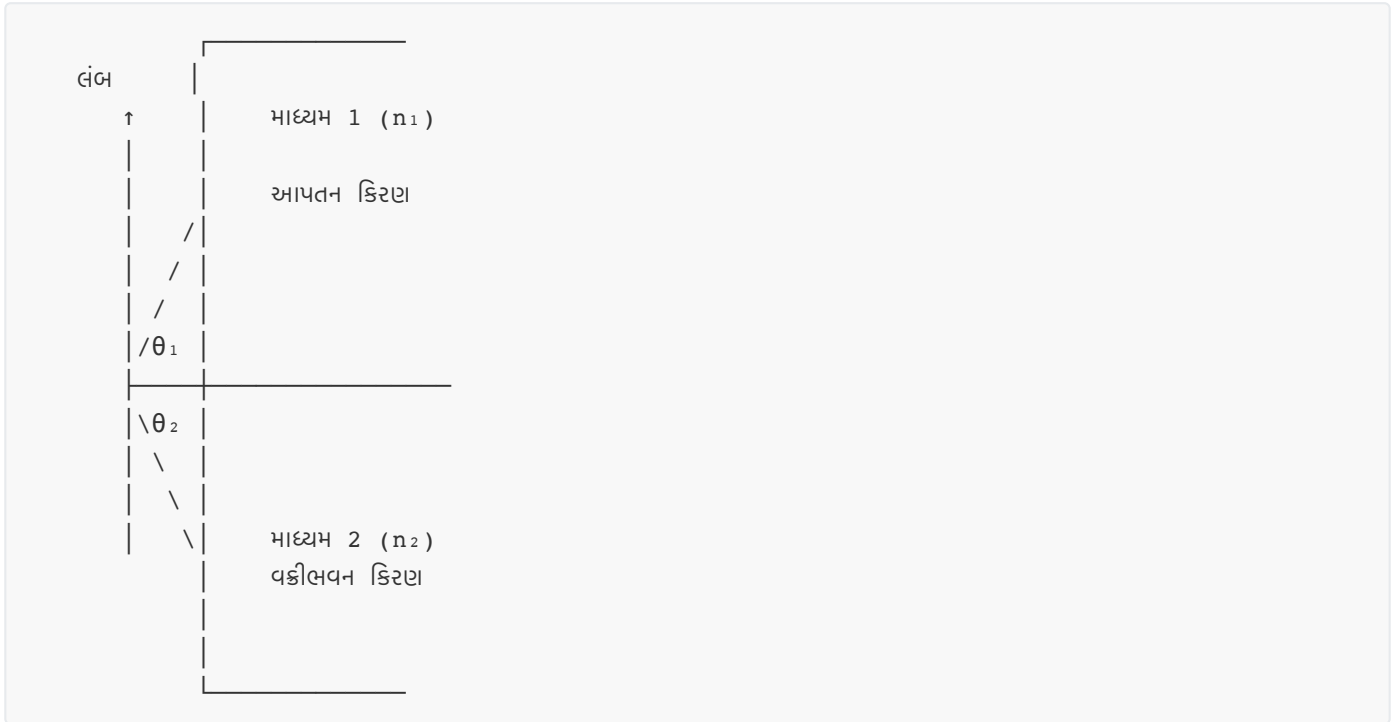 લંબ
↑ માધ્યમ 1 (n₁)
આપતન કિરણ
θ₁
θ₂
માધ્યમ 2 (n₂)
વક્રીભવન કિરણ